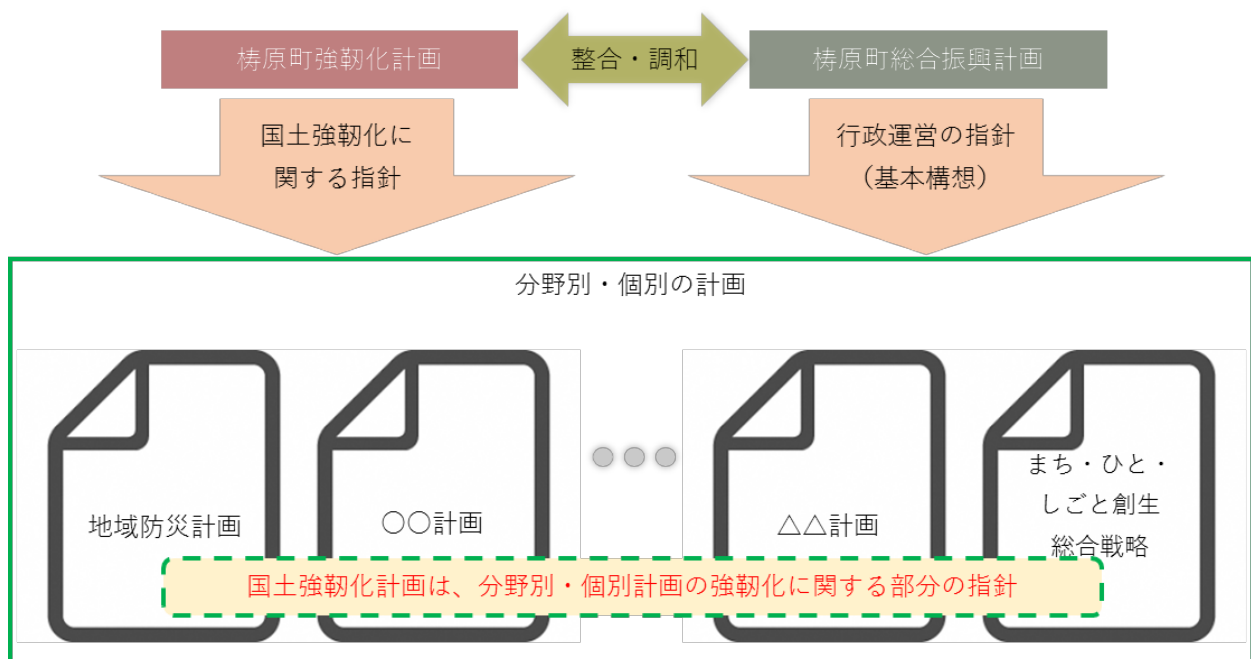 梼原町強靭化計画
整合・調和
梼原町総合振興計画
国土強靭化に
関する指針
行政運営の指針
（基本構想）
分野別・個別の計画
地域防災計画
〇〇計画
△△計画
まち・ひと・
しごと創生
総合戦略
国土強靭化計画は、分野別・個別計画の強靭化に関する部分の指針